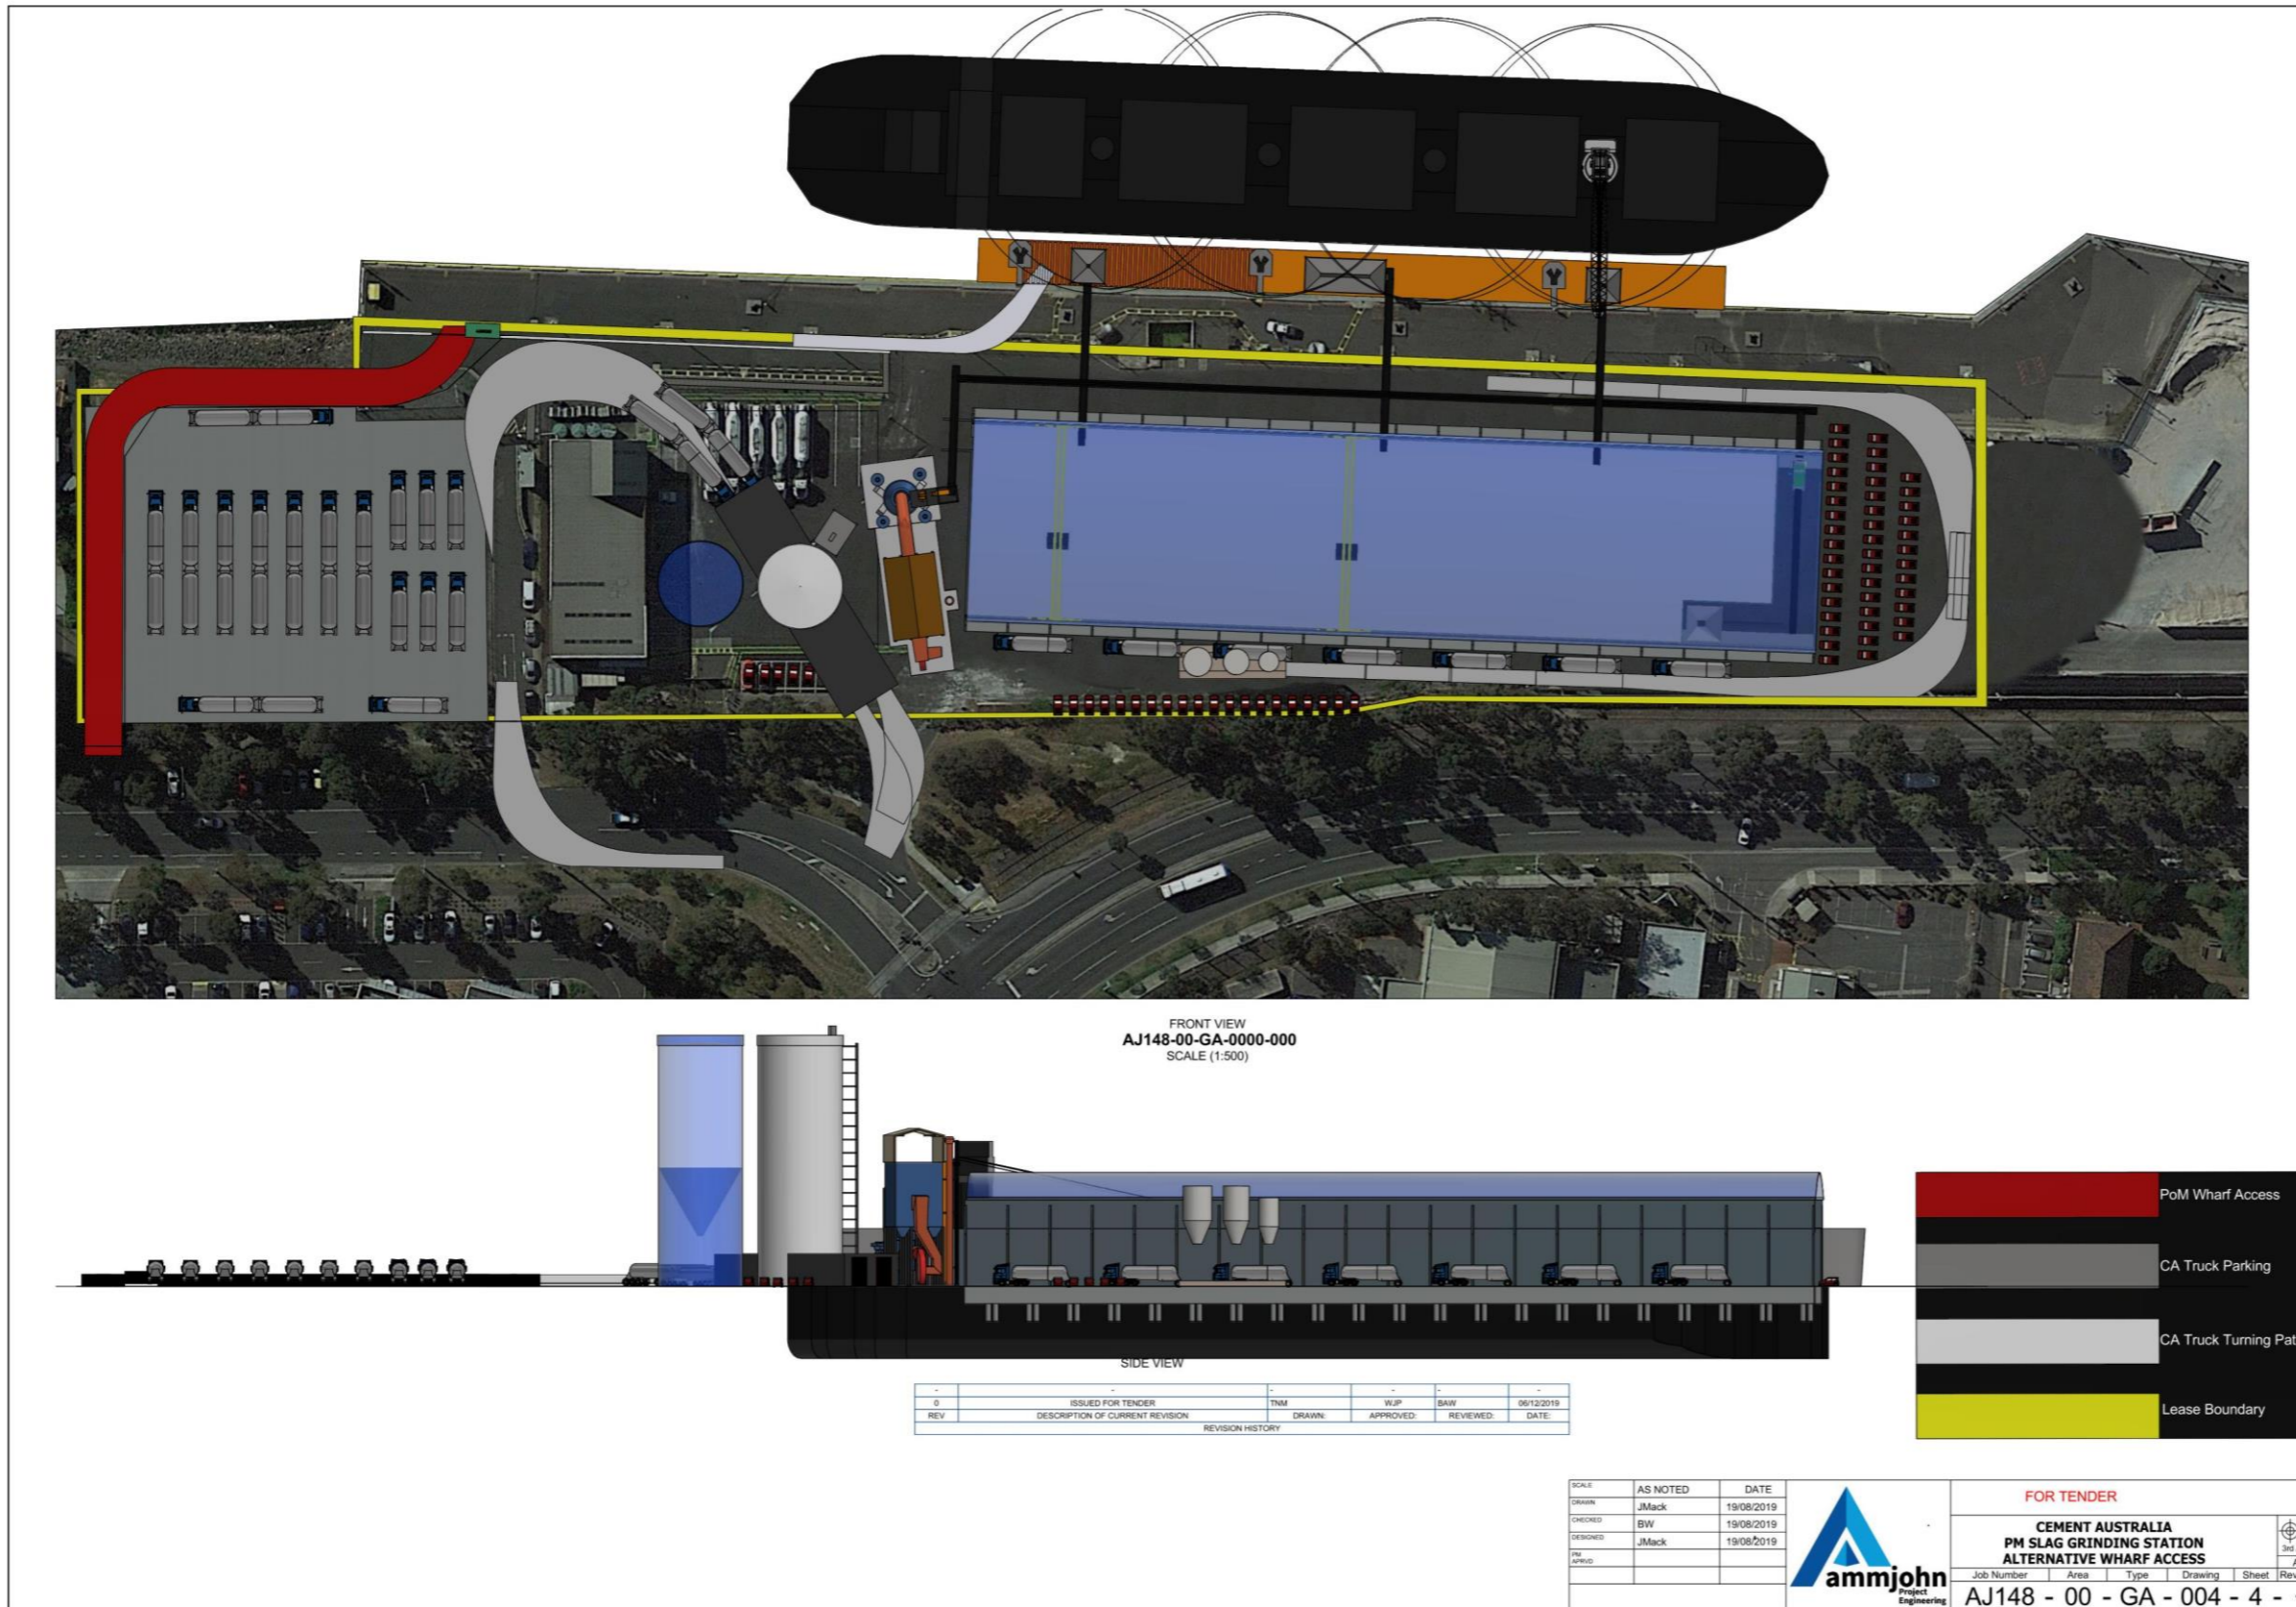 FRONT VIEW
AJ148-00-GA-0000-000
SCALE (1:500)
PoM Wharf Access
CA Truck Parking
CA Truck Turning Pat
Lease Boundary
SIDE VIEW
- - - - - -
0 ISSUED FOR TENDER TNM WJP BAW 06/12/2019
REV DESCRIPTION OF CURRENT REVISION DRAWN: APPROVED: REVIEWED: DATE:
REVISION HISTORY
SCALE: AS NOTED DATE
DRAWN JMack 19/08/2019
CHECKED BW 19/08/2019
DESIGNED JMack 19/08/2019
PM
APRVD
ammjohn
Project
Engineering
FOR TENDER
CEMENT AUSTRALIA
PM SLAG GRINDING STATION
ALTERNATIVE WHARF ACCESS
3rd
Job Number Area Type Drawing Sheet Rev
AJ148 - 00 - GA - 004 - 4 -